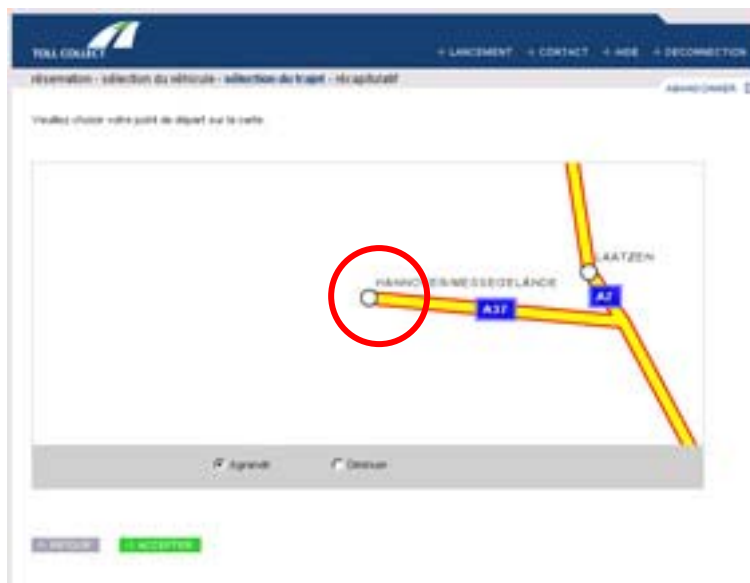 TOLL COLLECT
LANCEMENT CONTACT AIDE DECONNECTION
réservation - sélection du véhicule - sélection du trajet - récapitulatif
ABANDONNER
Veuillez choisir votre point de départ sur la carte.
LAATZEN
HANNOVER/MESSEGELÄNDE
A7
A37
Agrandir Diminuer
RETOUR ACCEPTER